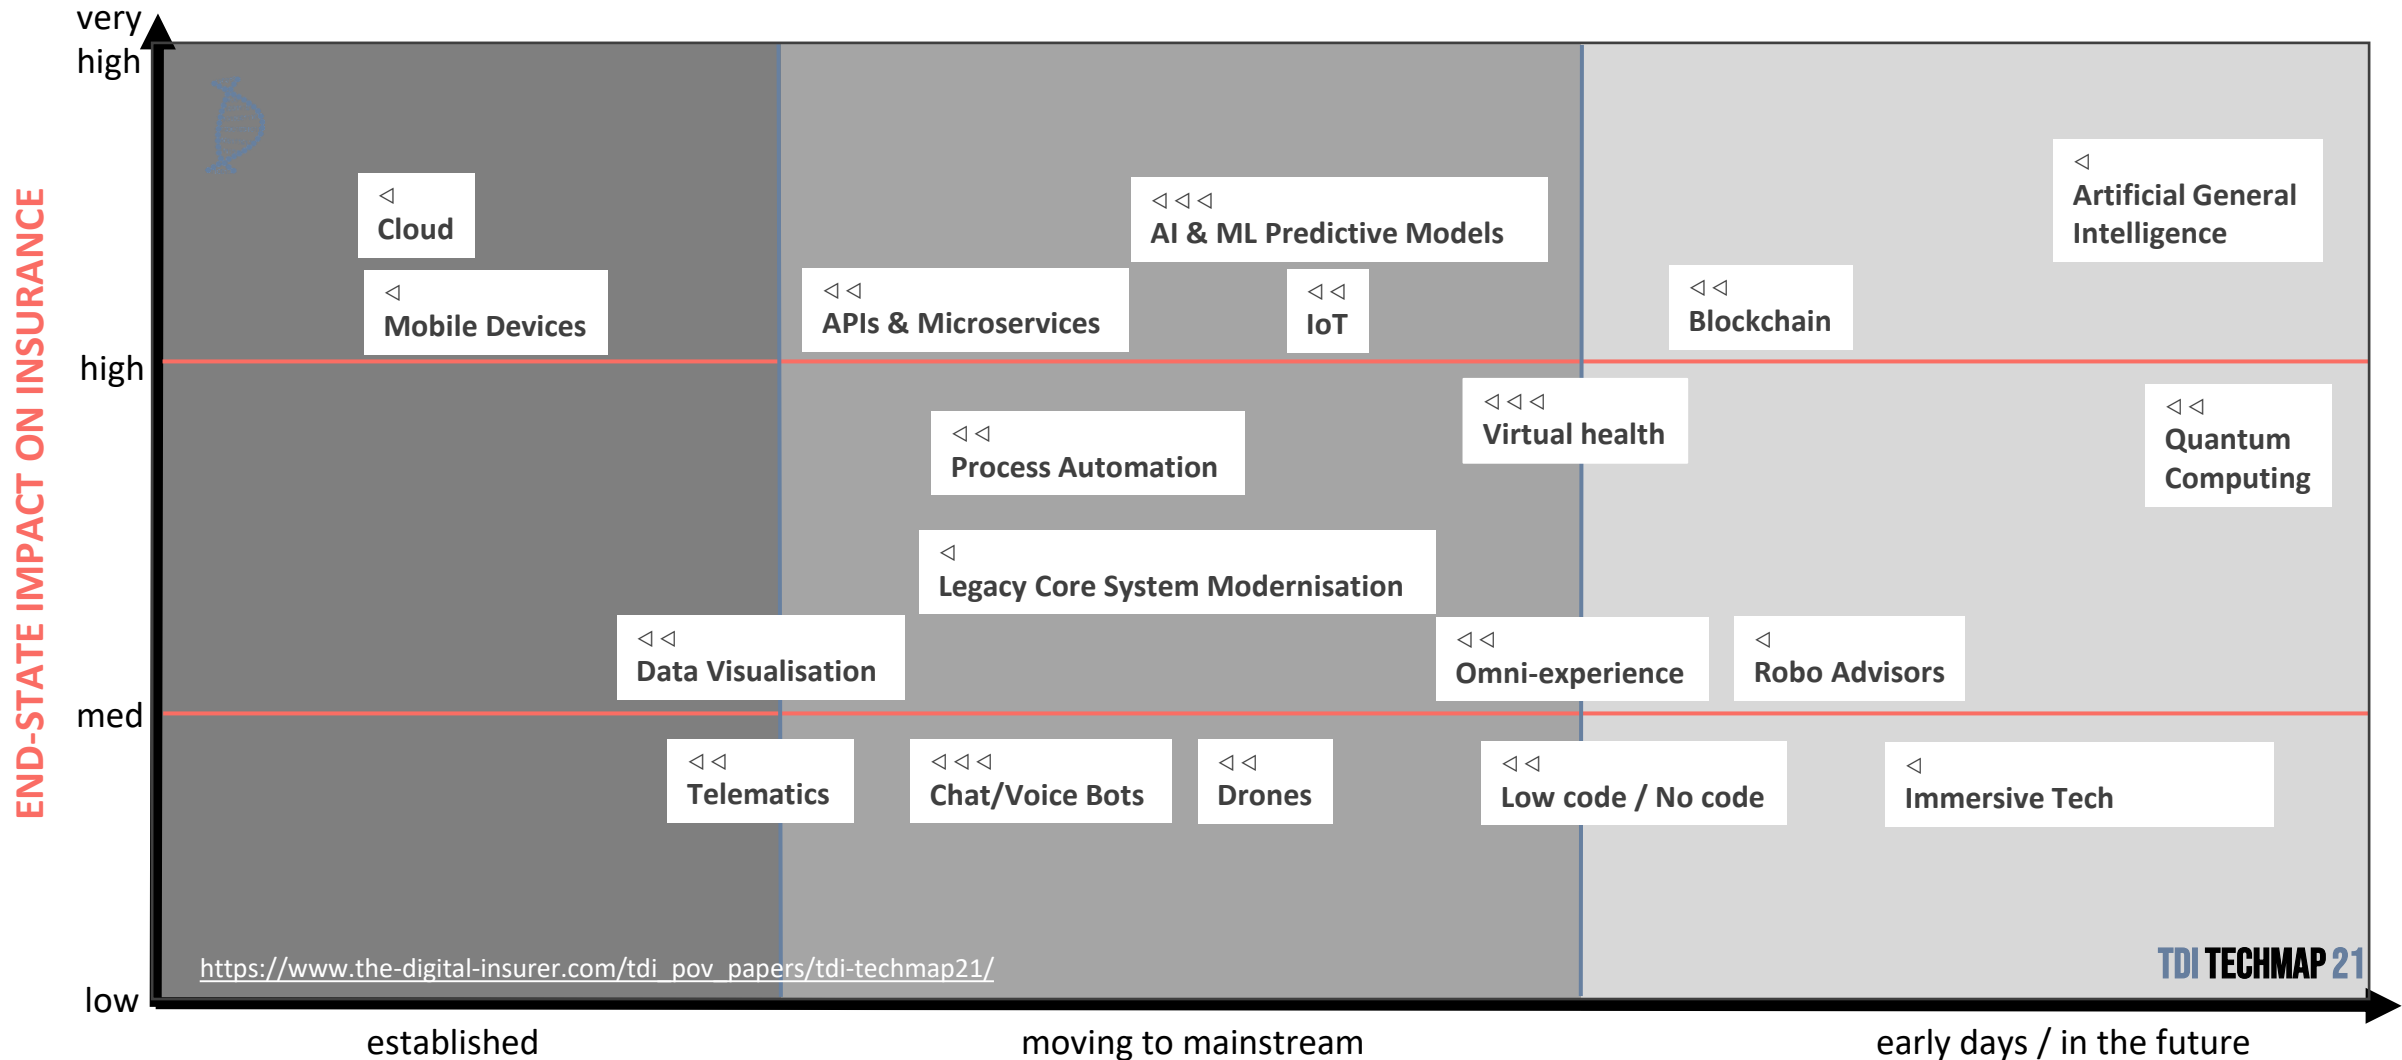 very
high
END-STATE IMPACT ON INSURANCE
◁
Cloud
◁
Mobile Devices
◁ ◁
APIs & Microservices
◁ ◁ ◁
AI & ML Predictive Models
◁ ◁
IoT
◁ ◁
Blockchain
◁
Artificial General
Intelligence
high
◁ ◁
Process Automation
◁ ◁ ◁
Virtual health
◁ ◁
Quantum
Computing
◁
Legacy Core System Modernisation
◁ ◁
Data Visualisation
◁ ◁
Omni-experience
◁
Robo Advisors
med
◁ ◁
Telematics
◁ ◁ ◁
Chat/Voice Bots
◁ ◁
Drones
◁ ◁
Low code / No code
◁
Immersive Tech
https://www.the-digital-insurer.com/tdi_pov_papers/tdi-techmap21/
TDI TECHMAP 21
low
established
moving to mainstream
early days / in the future